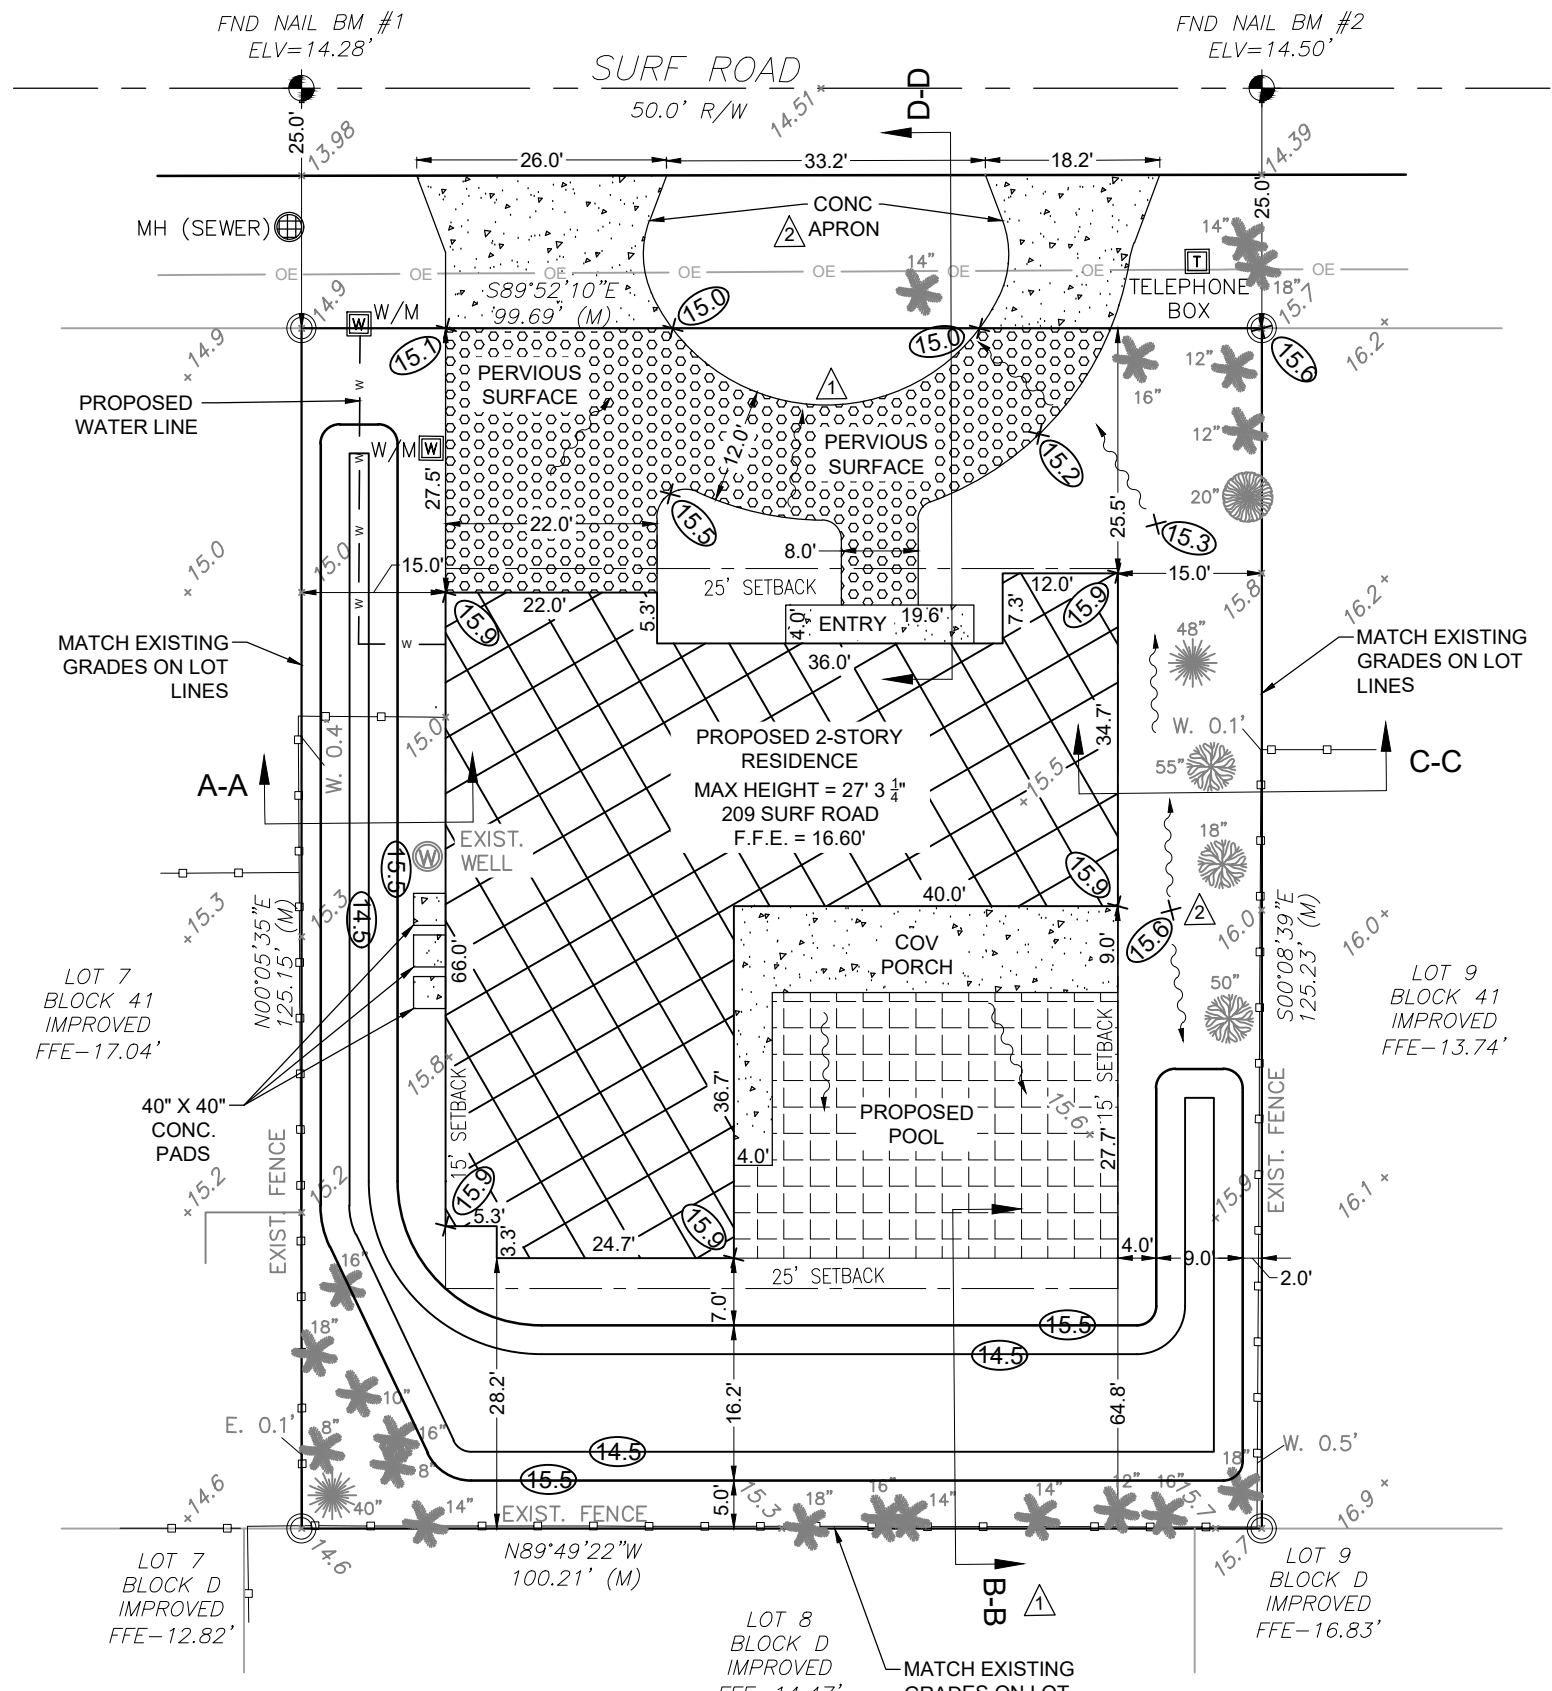 FND NAIL BM #1
ELV=14.28'
FND NAIL BM #2
ELV=14.50'
SURF ROAD
50.0' R/W
14.51
D-D
25.0'
13.98
14.39
25.0'
26.0'
33.2'
18.2'
CONC
APRON
2
MH (SEWER)
14"
14"
18"
OE
OE
OE
OE
OE
OE
OE
OE
TELEPHONE
BOX
T
S89°52'10"E
99.69' (M)
14.9
W
W/M
15.0
15.0
15.1
15.7
15.6
16.2
14.9
PERVIOUS
SURFACE
1
16"
12"
12"
PROPOSED
WATER LINE
W
W/M
W
27.5'
12.0'
PERVIOUS
SURFACE
15.2
20"
22.0'
15.5
25.5'
15.3
15.0
15.0
15.0'
8.0'
25' SETBACK
15.0'
15.8
16.2
22.0'
15.9
5.3'
4.0'
ENTRY
19.6'
7.3'
12.0'
15.9
36.0'
48"
MATCH EXISTING
GRADES ON LOT
LINES
MATCH EXISTING
GRADES ON LOT
LINES
W
W
W
W
W
15.0
W. 0.4'
A-A
PROPOSED 2-STORY
RESIDENCE
MAX HEIGHT = 27' 3 1/4"
209 SURF ROAD
F.F.E. = 16.60'
34.7'
15.5
W. 0.1'
55"
C-C
EXIST.
WELL
W
15.5
14.5
18"
15.9
40.0'
15.3
15.3
N00°05'35"E
125.15' (M)
66.0'
COV
PORCH
9.0'
15.6
2
16.0
16.0
S00°08'39"E
125.23' (M)
50"
LOT 7
BLOCK 41
IMPROVED
FFE-17.04'
LOT 9
BLOCK 41
IMPROVED
FFE-13.74'
15.8
15' SETBACK
36.7'
4.0'
PROPOSED
POOL
15.6
15' SETBACK
27.7'
40" X 40"
CONC.
PADS
EXIST. FENCE
EXIST. FENCE
15.2
15.2
15.9
15.9
16.1
5.3'
3.3'
24.7'
15.9
4.0'
9.0'
2.0'
25' SETBACK
16"
7.0'
15.5
14.5
18"
28.2'
16.2'
64.8'
10"
E. 0.1'
8"
16"
8"
14.5
15.5
W. 0.5'
18"
14.6
40"
14"
EXIST. FENCE
5.0'
15.3
18"
16"
14"
14"
12"
16"
15.7
16.9
14.6
N89°49'22"W
100.21' (M)
15.7
LOT 7
BLOCK D
IMPROVED
FFE-12.82'
B-B
1
LOT 9
BLOCK D
IMPROVED
FFE-16.83'
LOT 8
BLOCK D
IMPROVED
FFE-14.47'
MATCH EXISTING
GRADES ON LOT